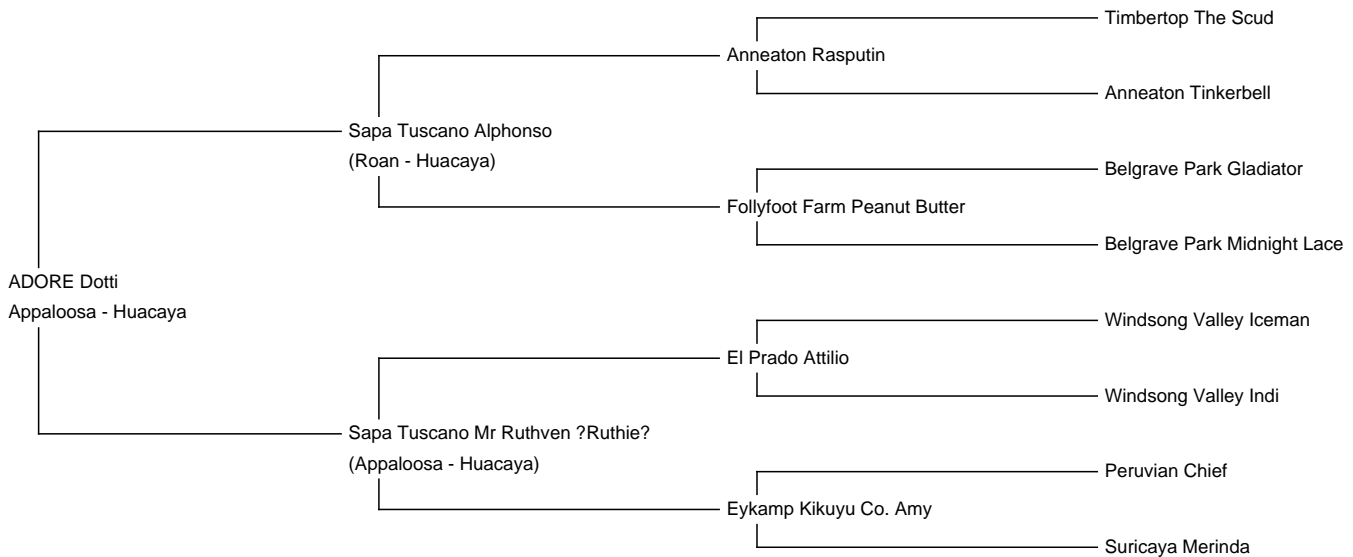 Timbertop The Scud
Anneaton Rasputin
Anneaton Tinkerbell
Sapa Tuscano Alphonso
(Roan - Huacaya)
Belgrave Park Gladiator
Follyfoot Farm Peanut Butter
Belgrave Park Midnight Lace
ADORE Dotti
Appaloosa - Huacaya
Windsong Valley Iceman
El Prado Attilio
Windsong Valley Indi
Sapa Tuscano Mr Ruthven ?Ruthie?
(Appaloosa - Huacaya)
Peruvian Chief
Eykamp Kikuyu Co. Amy
Suricaya Merinda